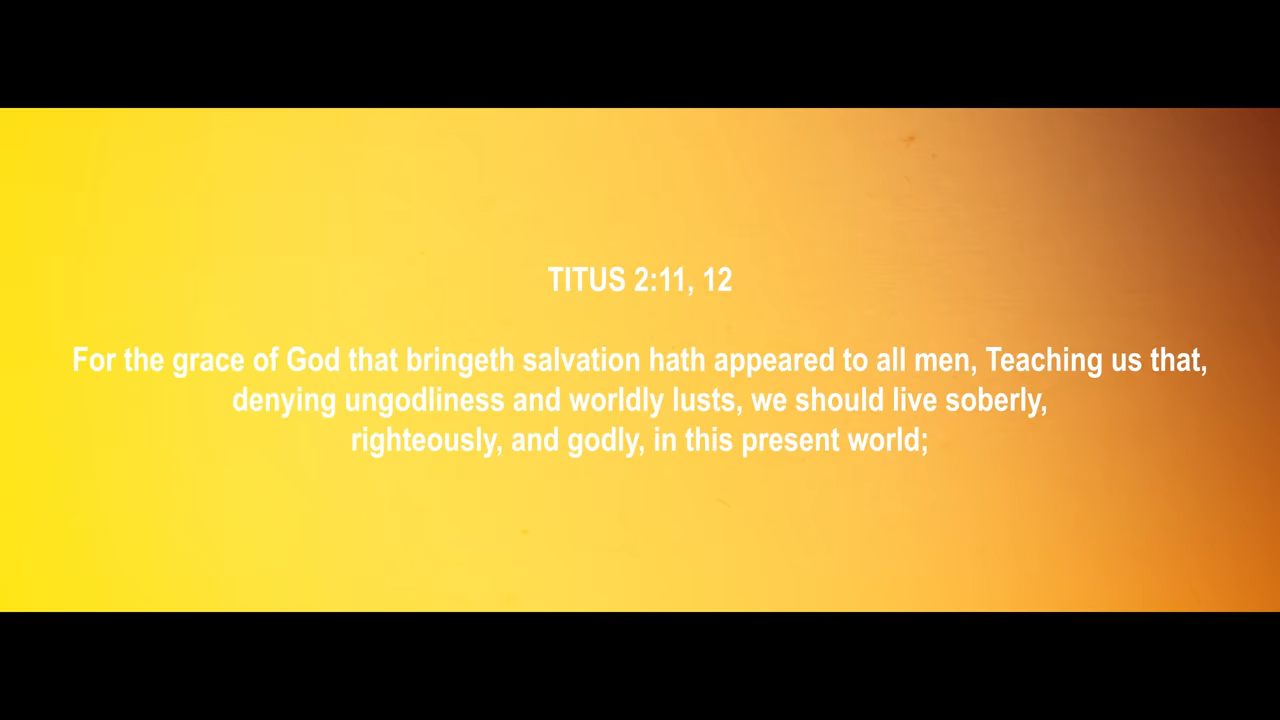 TITUS 2:11, 12
For the grace of God that bringeth salvation hath appeared to all men, Teaching us that,
denying ungodliness and worldly lusts, we should live soberly,
righteously, and godly, in this present world;